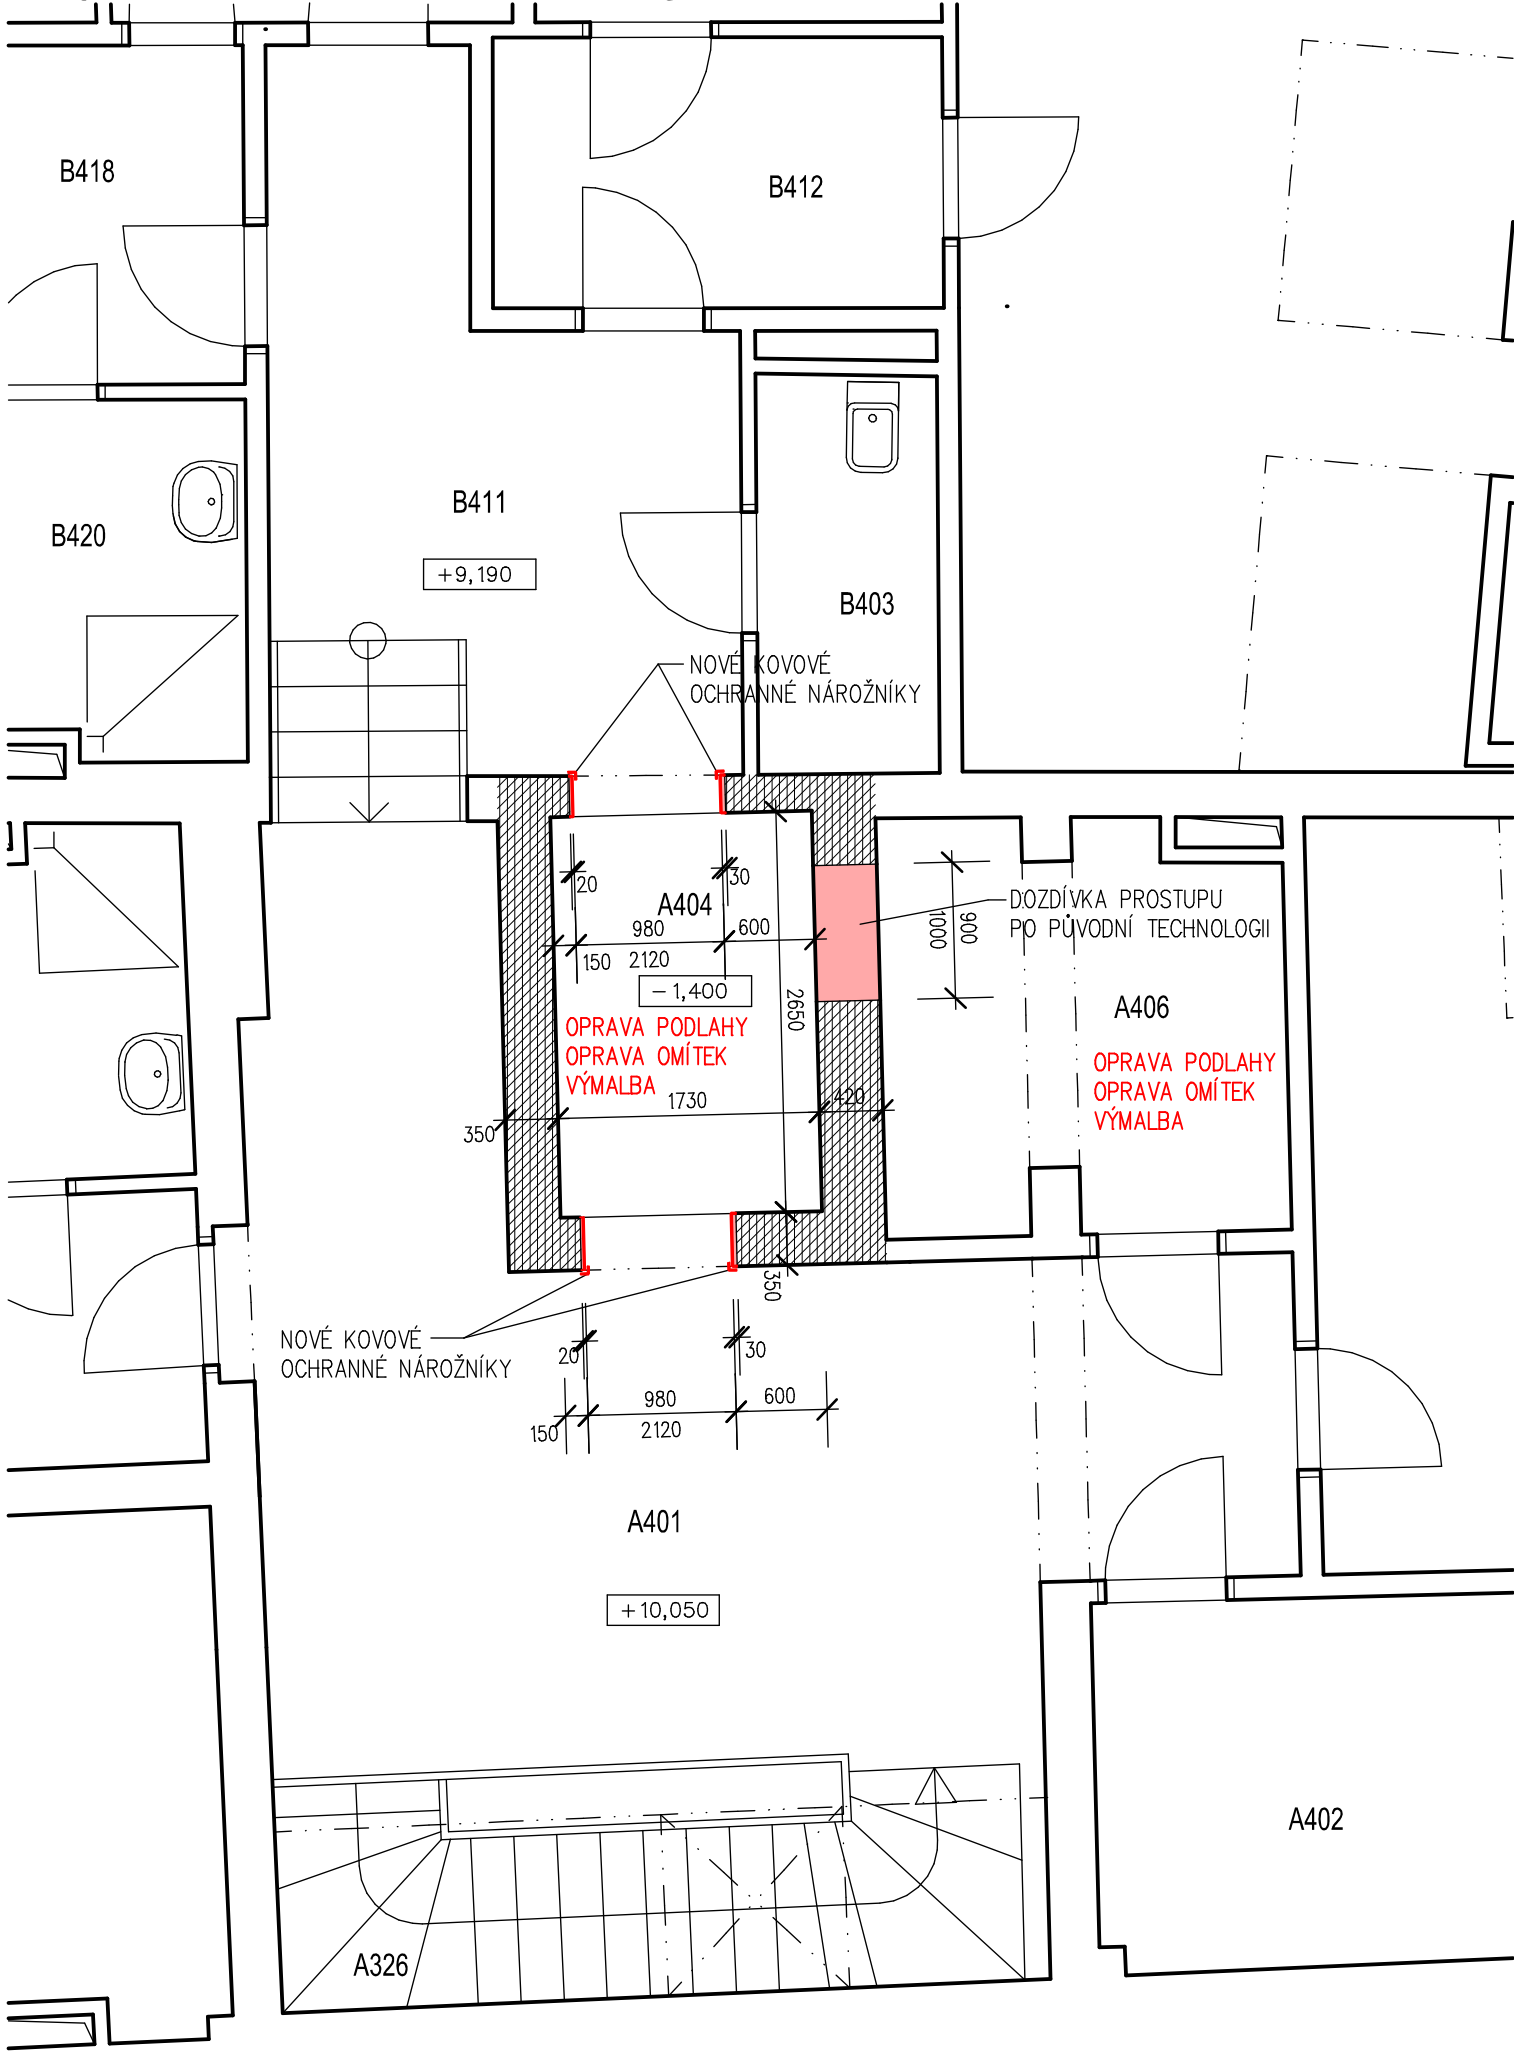 B418
B412
B411
B420
+9,190
B403
NOVÉ KOVOVÉ
OCHRANNÉ NÁROŽNÍKY
20
30
A404
980
600
150
2120
-1,400
2650
OPRAVA PODLAHY
OPRAVA OMÍTEK
VÝMALBA
1730
420
350
900
1000
DOZDÍVKA PROSTUPU
PO PŮVODNÍ TECHNOLOGII
A406
OPRAVA PODLAHY
OPRAVA OMÍTEK
VÝMALBA
350
NOVÉ KOVOVÉ
OCHRANNÉ NÁROŽNÍKY
20
30
980
600
150
2120
A401
+10,050
A402
A326